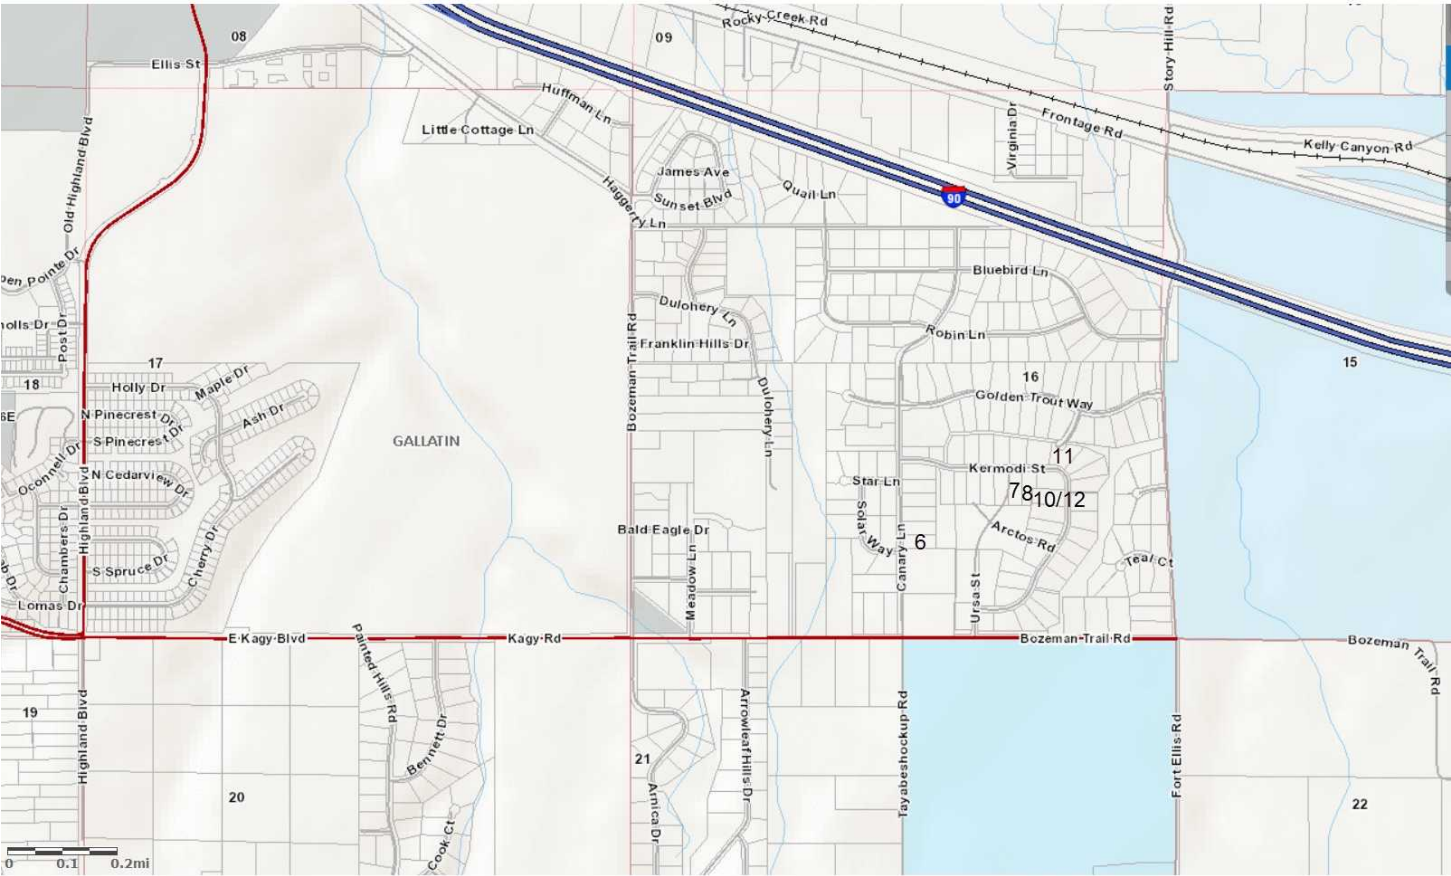 Rocky Creek Rd
08
09
Ellis St
Story Hill Rd
Huffman Ln
Little Cottage Ln
Virginia Dr
Frontage Rd
Kelly Canyon Rd
Old Highland Blvd
James Ave
Sunset Blvd
Quail Ln
90
Haggerty Ln
pen Pointe Dr
Bluebird Ln
Dulohery Ln
nolls Dr
Post Dr
Robin Ln
Franklin Hills Dr
Bozeman Trail Rd
17
15
16
18
Holly Dr
Maple Dr
Golden Trout Way
6E
N Pinecrest Dr
Ash Dr
Dulohery Ln
S Pinecrest Dr
GALLATIN
11
Oconnell Dr
N Cedarview Dr
Kermodi St
Star Ln
7
8
10/12
Highland Blvd
Chambers Dr
Solar Way
Bald Eagle Dr
Arctos Rd
6
Canary Ln
Cherry Dr
S Spruce Dr
Teal Ct
ab Dr
Meadow Ln
Ursa St
Lomas Dr
E Kagy Blvd
Kagy Rd
Bozeman Trail Rd
Bozeman Trail Rd
Painted Hills Rd
19
Highland Blvd
Bennett Dr
Arrowleaf Hills Dr
Tayabeshockup Rd
Fort Ellis Rd
21
20
22
Arnica Dr
Cook Ct
0 0.1 0.2mi